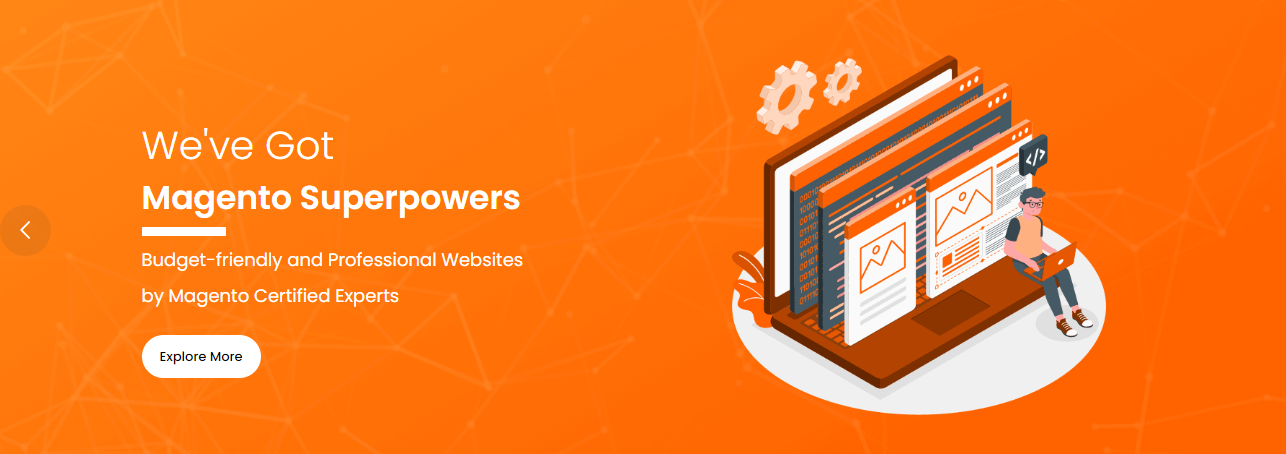 We've Got
Magento Superpowers
Budget-friendly and Professional Websites
by Magento Certified Experts
Explore More